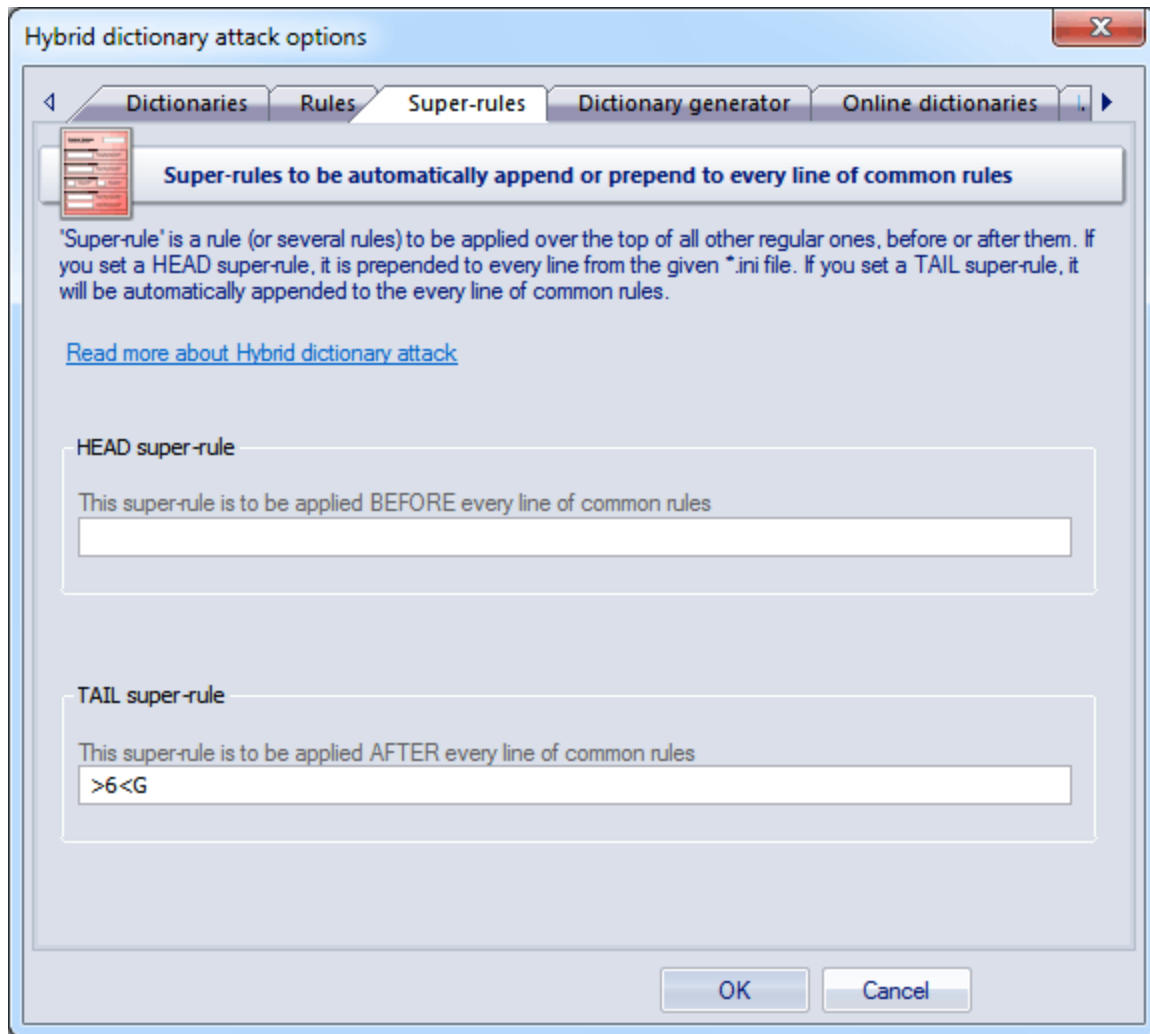 Hybrid dictionary attack options
Dictionaries Rules Super-rules Dictionary generator Online dictionaries
Super-rules to be automatically append or prepend to every line of common rules
'Super-rule' is a rule (or several rules) to be applied over the top of all other regular ones, before or after them. If
you set a HEAD super-rule, it is prepended to every line from the given *.ini file. If you set a TAIL super-rule, it
will be automatically appended to the every line of common rules.
Read more about Hybrid dictionary attack
HEAD super-rule
This super-rule is to be applied BEFORE every line of common rules
TAIL super-rule
This super-rule is to be applied AFTER every line of common rules
>6<G
OK Cancel